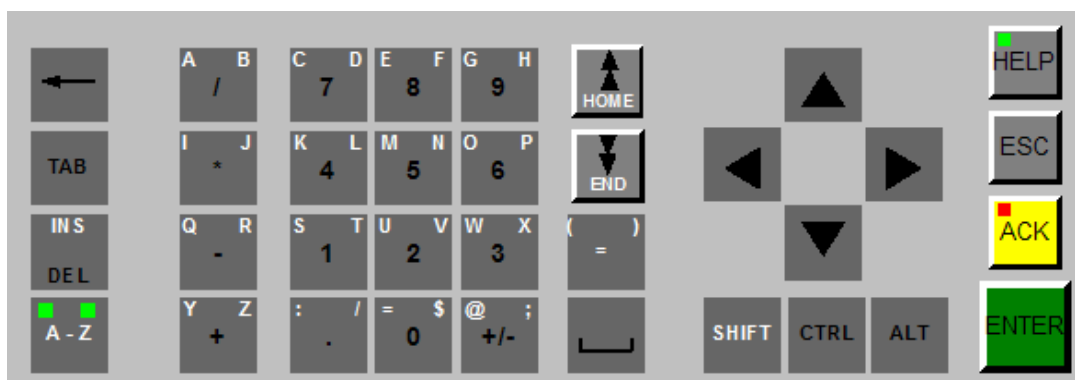 A B
/
C D
7
E F
8
G H
9
HOME
HELP
TAB
I J
*
K L
4
M N
5
O P
6
END
ESC
INS
DEL
Q R
-
S T
1
U V
2
W X
3
( )
=
ACK
A - Z
Y Z
+
: /
.
= $
0
@ ;
+/-
SHIFT
CTRL
ALT
ENTER